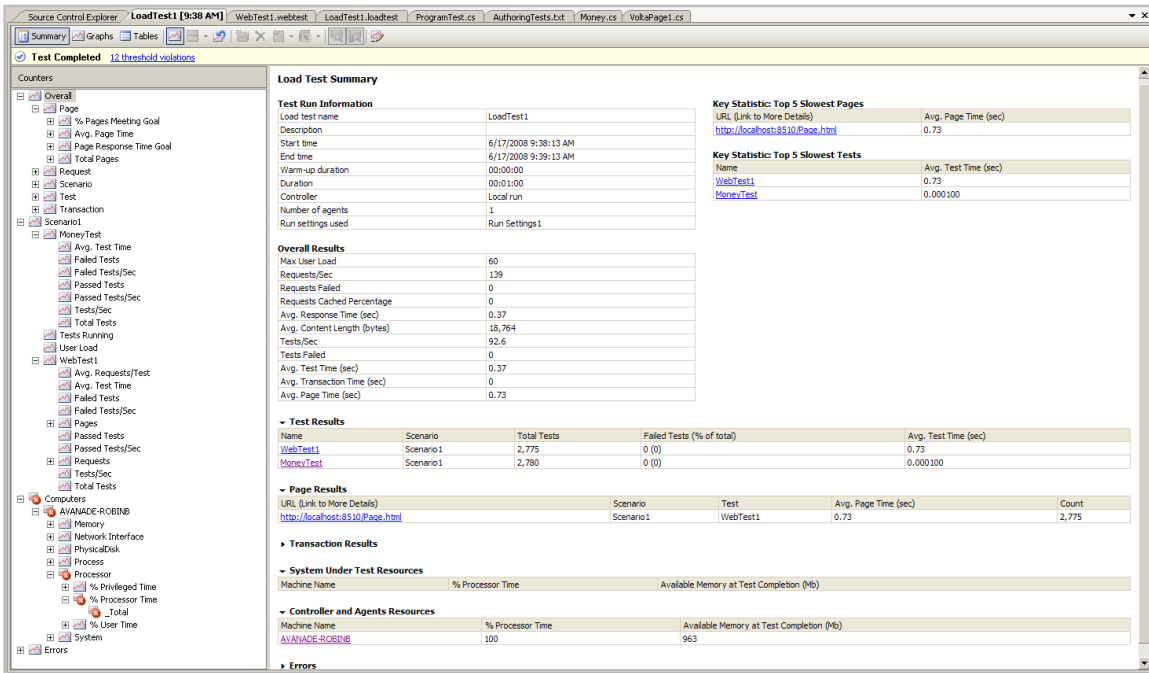 Source Control Explorer LoadTest1 [9:38 AM] WebTest1.webtest LoadTest1.loadtest ProgramTest.cs AuthoringTests.txt Money.cs VoltaPage1.cs
Summary Graphs Tables
Test Completed 12 threshold violations
Counters
Overall
Page
% Pages Meeting Goal
Avg. Page Time
Page Response Time Goal
Total Pages
Request
Scenario
Test
Transaction
Scenario1
MoneyTest
Avg. Test Time
Failed Tests
Failed Tests/Sec
Passed Tests
Passed Tests/Sec
Tests/Sec
Total Tests
Tests Running
User Load
WebTest1
Avg. Requests/Test
Avg. Test Time
Failed Tests
Failed Tests/Sec
Pages
Passed Tests
Passed Tests/Sec
Requests
Tests/Sec
Total Tests
Computers
AVANADE-ROBINB
Memory
Network Interface
PhysicalDisk
Process
Processor
% Privileged Time
% Processor Time
_Total
% User Time
System
Errors
Load Test Summary
Test Run Information
Load test name LoadTest1
Description
Start time 6/17/2008 9:38:13 AM
End time 6/17/2008 9:39:13 AM
Warm-up duration 00:00:00
Duration 00:01:00
Controller Local run
Number of agents 1
Run settings used Run Settings1
Key Statistic: Top 5 Slowest Pages
URL (Link to More Details) Avg. Page Time (sec)
http://localhost:8510/Page.html 0.73
Key Statistic: Top 5 Slowest Tests
Name Avg. Test Time (sec)
WebTest1 0.73
MoneyTest 0.000100
Overall Results
Max User Load 60
Requests/Sec 139
Requests Failed 0
Requests Cached Percentage 0
Avg. Response Time (sec) 0.37
Avg. Content Length (bytes) 18,764
Tests/Sec 92.6
Tests Failed 0
Avg. Test Time (sec) 0.37
Avg. Transaction Time (sec) 0
Avg. Page Time (sec) 0.73
Test Results
Name Scenario Total Tests Failed Tests (% of total) Avg. Test Time (sec)
WebTest1 Scenario1 2,775 0 (0) 0.73
MoneyTest Scenario1 2,780 0 (0) 0.000100
Page Results
URL (Link to More Details) Scenario Test Avg. Page Time (sec) Count
http://localhost:8510/Page.html Scenario1 WebTest1 0.73 2,775
Transaction Results
System Under Test Resources
Machine Name % Processor Time Available Memory at Test Completion (Mb)
Controller and Agents Resources
Machine Name % Processor Time Available Memory at Test Completion (Mb)
AVANADE-ROBINB 100 963
Errors